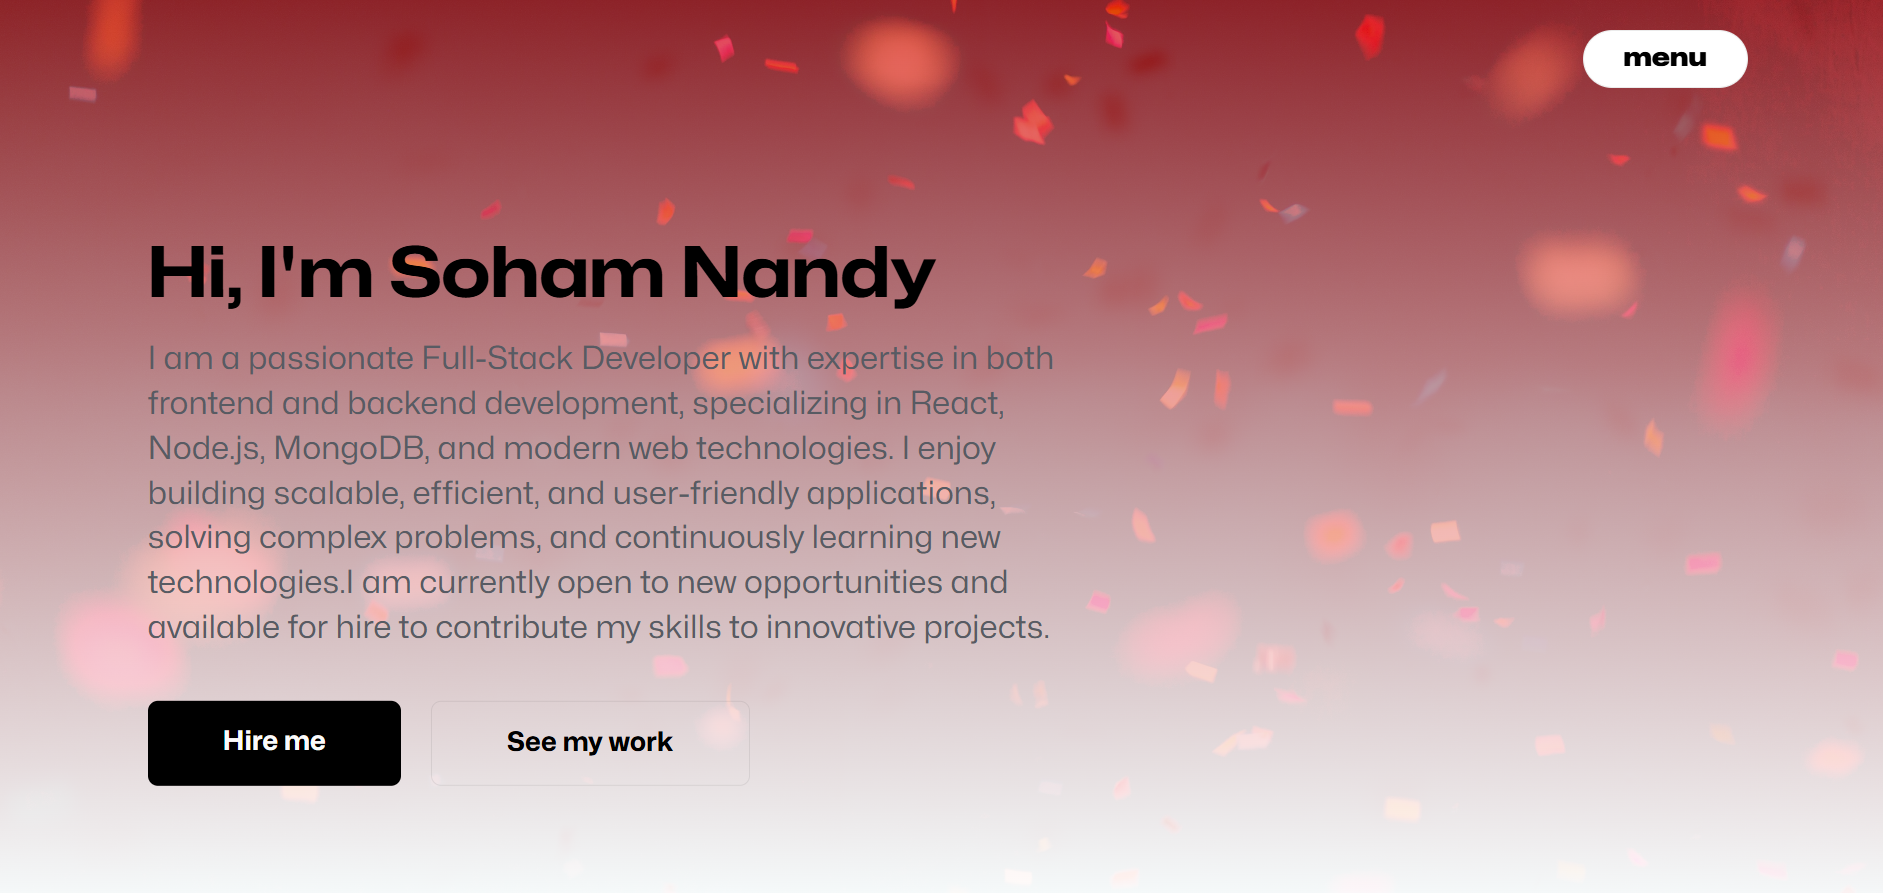 menu
Hi, I'm Soham Nandy
I am a passionate Full-Stack Developer with expertise in both
frontend and backend development, specializing in React,
Node.js, MongoDB, and modern web technologies. I enjoy
building scalable, efficient, and user-friendly applications,
solving complex problems, and continuously learning new
technologies.I am currently open to new opportunities and
available for hire to contribute my skills to innovative projects.
Hire me
See my work